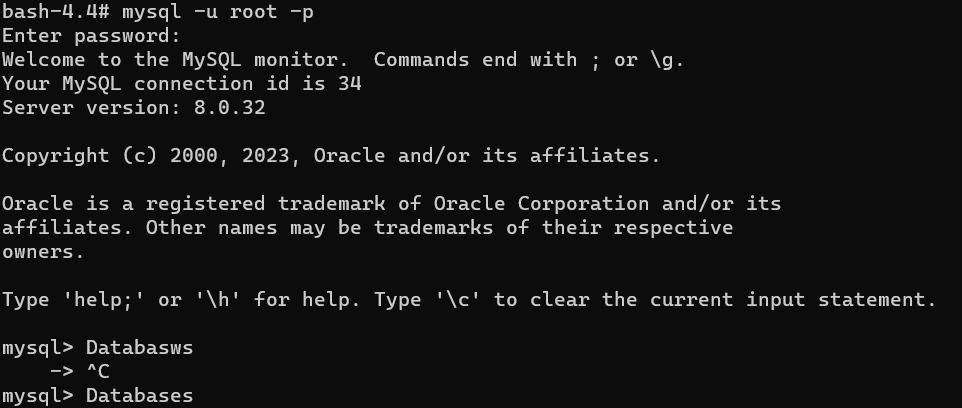 bash-4.4# mysql -u root -p
Enter password:
Welcome to the MySQL monitor.  Commands end with ; or \g.
Your MySQL connection id is 34
Server version: 8.0.32
Copyright (c) 2000, 2023, Oracle and/or its affiliates.
Oracle is a registered trademark of Oracle Corporation and/or its
affiliates. Other names may be trademarks of their respective
owners.
Type 'help;' or '\h' for help. Type '\c' to clear the current input statement.
mysql> Databasws
    -> ^C
mysql> Databases